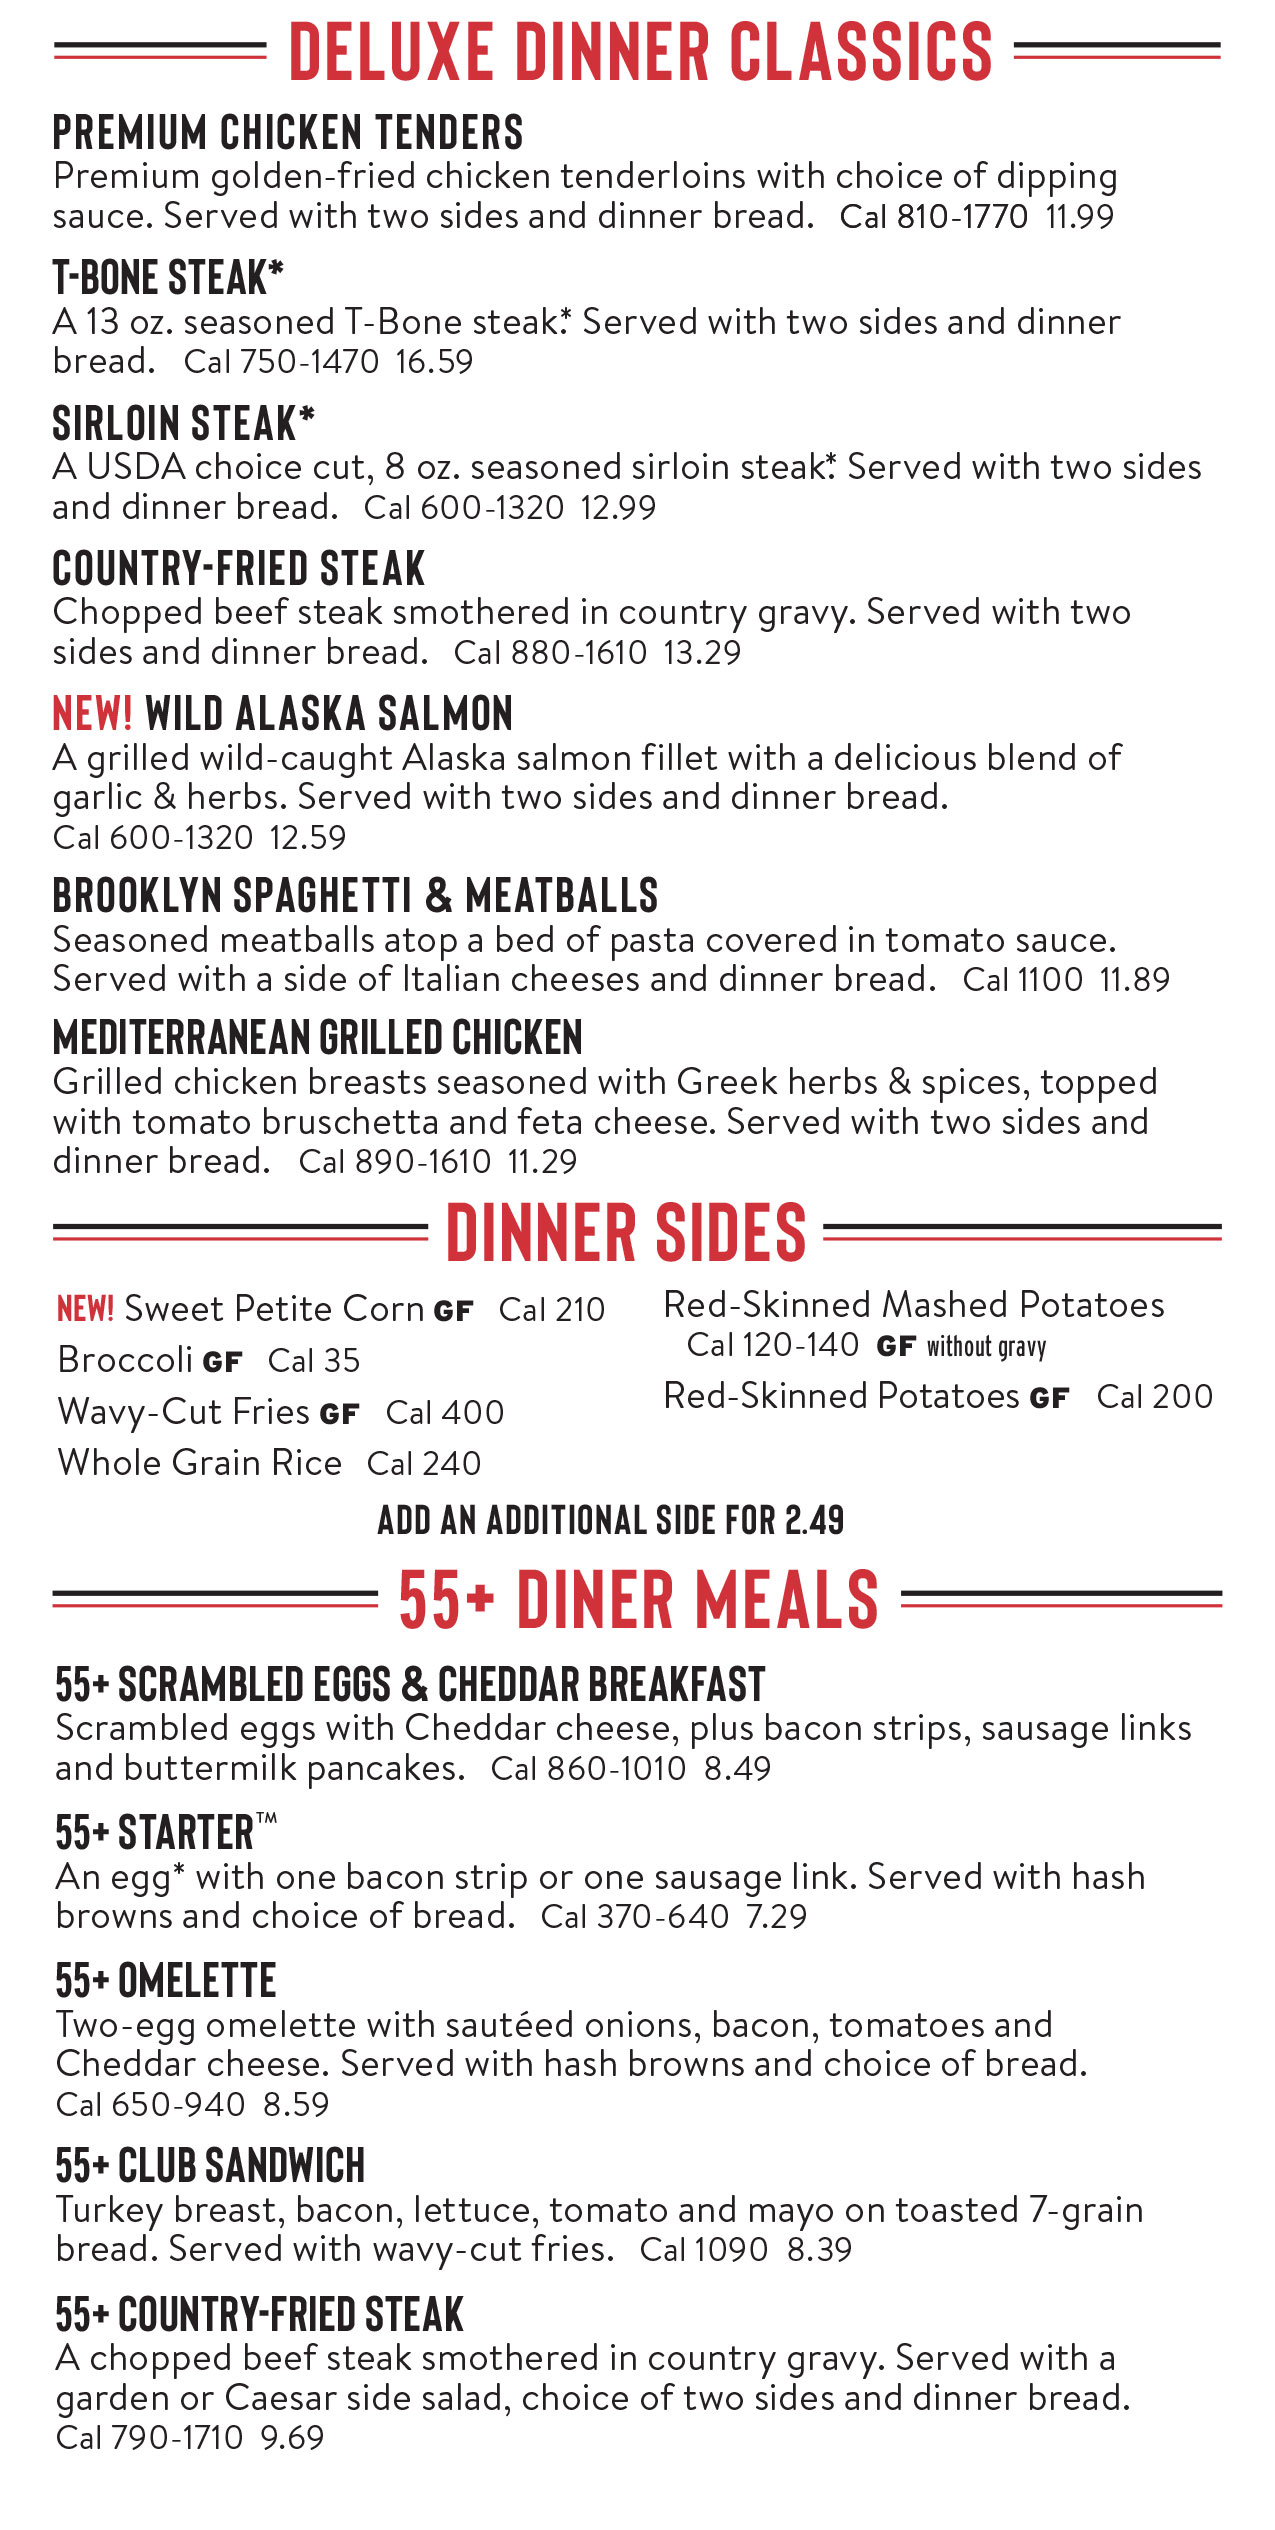 DELUXE DINNER CLASSICS
PREMIUM CHICKEN TENDERS
Premium golden-fried chicken tenderloins with choice of dipping
sauce. Served with two sides and dinner bread. Cal 810-1770 11.99
T-BONE STEAK*
A 13 oz. seasoned T-Bone steak.* Served with two sides and dinner
bread. Cal 750-1470 16.59
SIRLOIN STEAK*
A USDA choice cut, 8 oz. seasoned sirloin steak.* Served with two sides
and dinner bread. Cal 600-1320 12.99
COUNTRY-FRIED STEAK
Chopped beef steak smothered in country gravy. Served with two
sides and dinner bread. Cal 880-1610 13.29
NEW! WILD ALASKA SALMON
A grilled wild-caught Alaska salmon fillet with a delicious blend of
garlic & herbs. Served with two sides and dinner bread.
Cal 600-1320 12.59
BROOKLYN SPAGHETTI & MEATBALLS
Seasoned meatballs atop a bed of pasta covered in tomato sauce.
Served with a side of Italian cheeses and dinner bread. Cal 1100 11.89
MEDITERRANEAN GRILLED CHICKEN
Grilled chicken breasts seasoned with Greek herbs & spices, topped
with tomato bruschetta and feta cheese. Served with two sides and
dinner bread. Cal 890-1610 11.29
DINNER SIDES
NEW! Sweet Petite Corn GF Cal 210
Broccoli GF Cal 35
Wavy-Cut Fries GF Cal 400
Whole Grain Rice Cal 240
Red-Skinned Mashed Potatoes
Cal 120-140 GF without gravy
Red-Skinned Potatoes GF Cal 200
ADD AN ADDITIONAL SIDE FOR 2.49
55+ DINER MEALS
55+ SCRAMBLED EGGS & CHEDDAR BREAKFAST
Scrambled eggs with Cheddar cheese, plus bacon strips, sausage links
and buttermilk pancakes. Cal 860-1010 8.49
55+ STARTER™
An egg* with one bacon strip or one sausage link. Served with hash
browns and choice of bread. Cal 370-640 7.29
55+ OMELETTE
Two-egg omelette with sautéed onions, bacon, tomatoes and
Cheddar cheese. Served with hash browns and choice of bread.
Cal 650-940 8.59
55+ CLUB SANDWICH
Turkey breast, bacon, lettuce, tomato and mayo on toasted 7-grain
bread. Served with wavy-cut fries. Cal 1090 8.39
55+ COUNTRY-FRIED STEAK
A chopped beef steak smothered in country gravy. Served with a
garden or Caesar side salad, choice of two sides and dinner bread.
Cal 790-1710 9.69